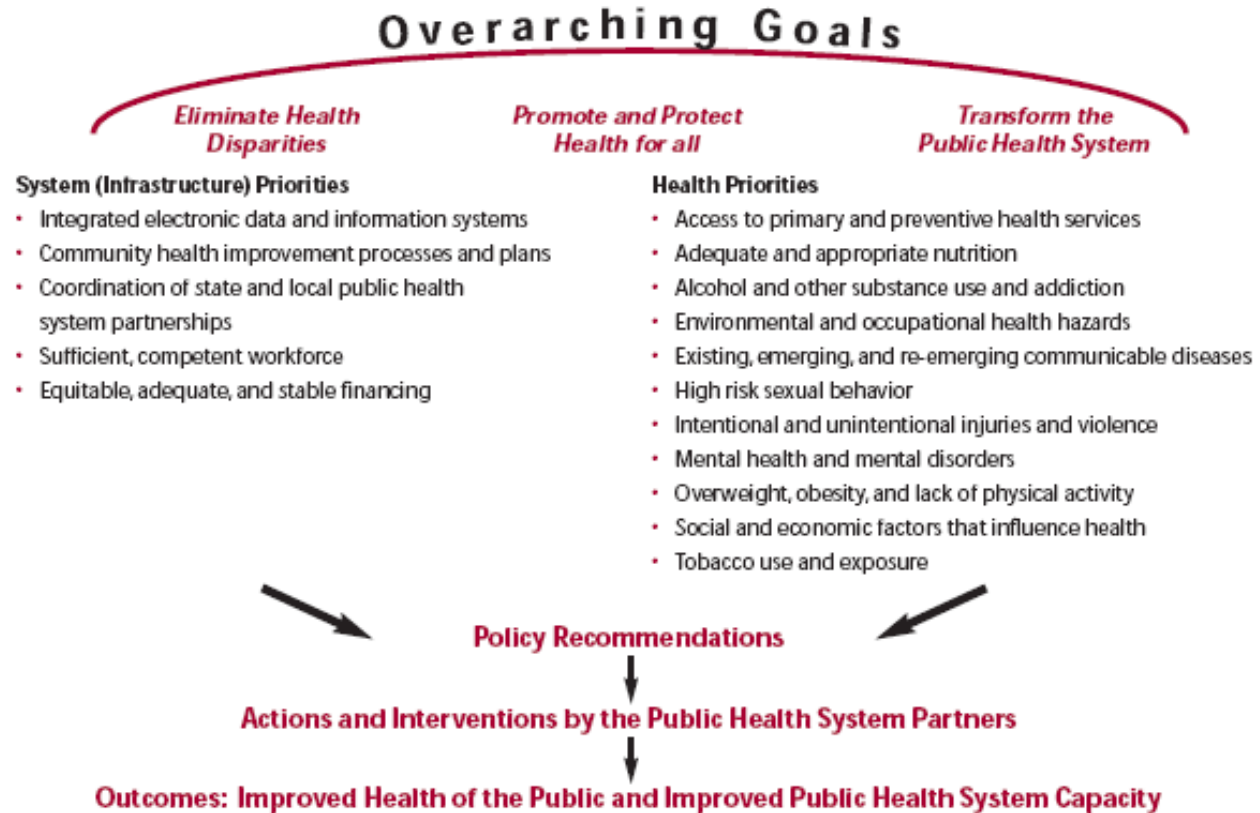 Overarching Goals
Eliminate Health
Disparities
Promote and Protect
Health for all
Transform the
Public Health System
System (Infrastructure) Priorities
• Integrated electronic data and information systems
• Community health improvement processes and plans
• Coordination of state and local public health
system partnerships
• Sufficient, competent workforce
• Equitable, adequate, and stable financing
Health Priorities
• Access to primary and preventive health services
• Adequate and appropriate nutrition
• Alcohol and other substance use and addiction
• Environmental and occupational health hazards
• Existing, emerging, and re-emerging communicable diseases
• High risk sexual behavior
• Intentional and unintentional injuries and violence
• Mental health and mental disorders
• Overweight, obesity, and lack of physical activity
• Social and economic factors that influence health
• Tobacco use and exposure
Policy Recommendations
Actions and Interventions by the Public Health System Partners
Outcomes: Improved Health of the Public and Improved Public Health System Capacity